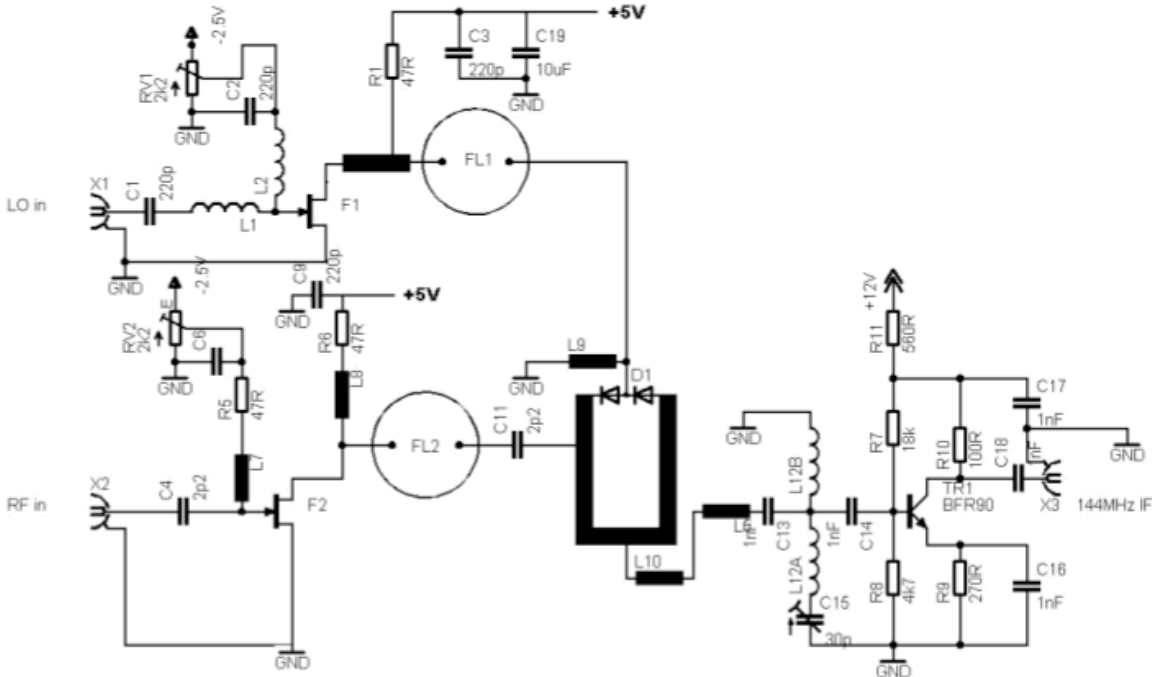 +5V
-2.5V
RV1
2k2
C2
220p
GND
R1
47R
C3
220p
C19
10uF
GND
FL1
LO in
X1
C1
220p
L1
L2
F1
GND
-2.5V
C9
220p
GND
+5V
RV2
2k2
C6
GND
R5
47R
L7
R6
47R
L8
FL2
C11
2p2
L9
GND
D1
RF in
X2
C4
2p2
F2
GND
L10
GND
L12B
L12A
1nF
C13
1nF
C14
C15
30p
+12V
R11
560R
R7
18k
R10
100R
C17
1nF
GND
C18
nF
X3
144MHz IF
TR1
BFR90
R8
4k7
R9
270R
C16
1nF
GND